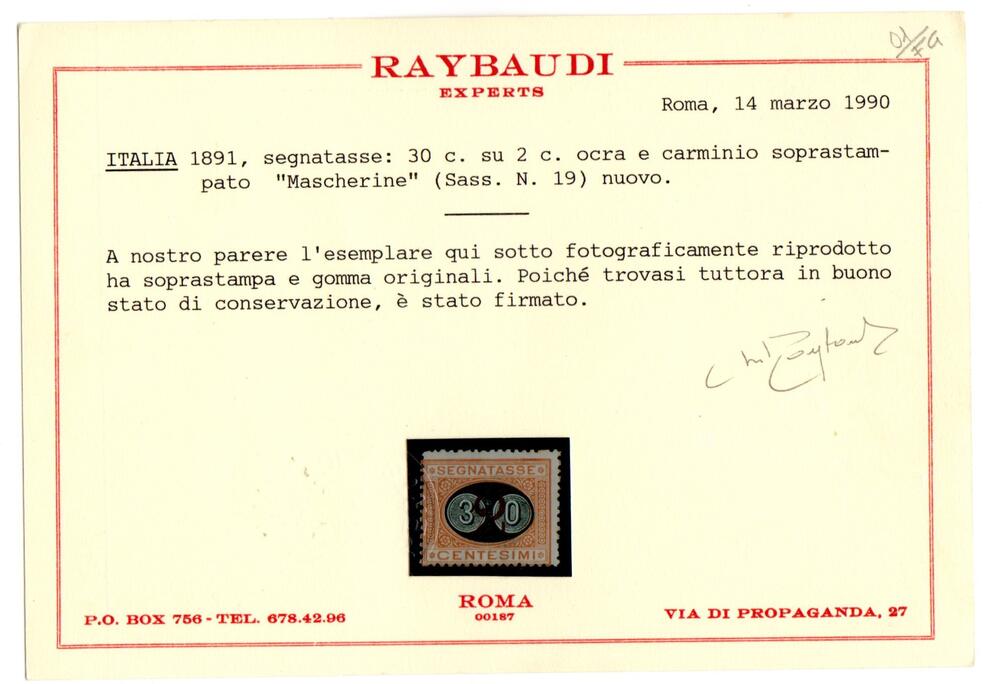 RAYBAUDI
EXPERTS
Roma, 14 marzo 1990
ITALIA 1891, segnatasse: 30 c. su 2 c. ocra e carminio soprastam-
pato "Mascherine" (Sass. N. 19) nuovo.
A nostro parere l'esemplare qui sotto fotograficamente riprodotto
ha soprastampa e gomma originali. Poiché trovasi tuttora in buono
stato di conservazione, è stato firmato.
SEGNATASSE
30
CENTESIMI
P.O. BOX 756 - TEL. 678.42.96
ROMA
00187
VIA DI PROPAGANDA, 27